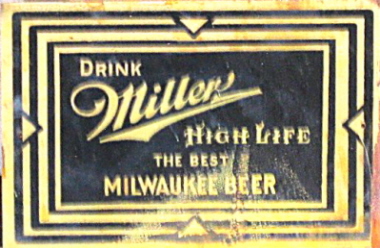 DRINK
Miller
HIGH LIFE
THE BEST
MILWAUKEE BEER